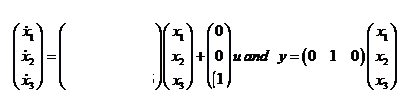 (ẋ₁ ẋ₂ ẋ₃) = ( ) (x₁ x₂ x₃) + (0 0 [1) u and y = (0 1 0) (x₁ x₂ x₃)